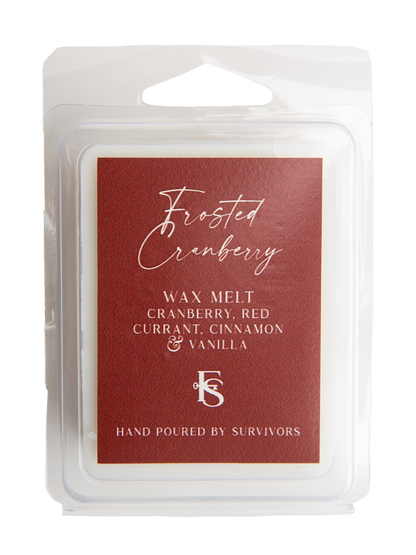 Frosted
Cranberry
WAX MELT
CRANBERRY, RED
CURRANT, CINNAMON
& VANILLA
FS
HAND POURED BY SURVIVORS